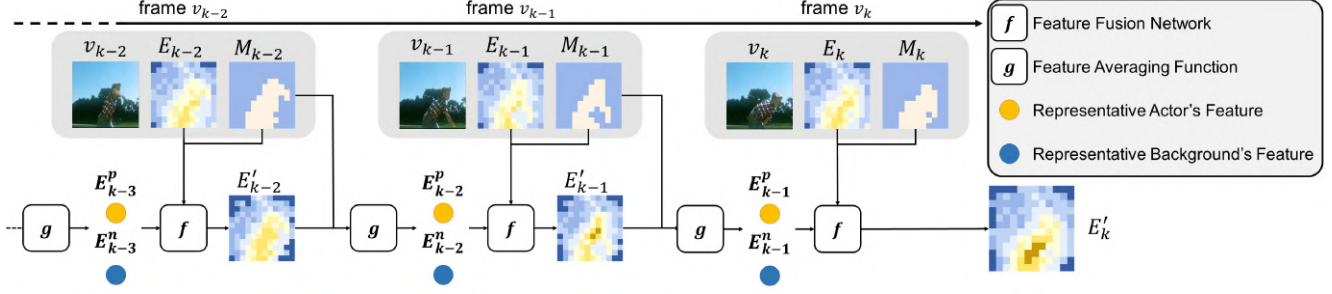 frame v_{k-2} frame v_{k-1} frame v_k
v_{k-2} E_{k-2} M_{k-2} v_{k-1} E_{k-1} M_{k-1} v_k E_k M_k
f Feature Fusion Network
g Feature Averaging Function
Representative Actor's Feature
Representative Background's Feature
E^p_{k-3} E'_{k-2} E^p_{k-2} E'_{k-1} E^p_{k-1}
g E^n_{k-3} f g E^n_{k-2} f g E^n_{k-1} f E'_k